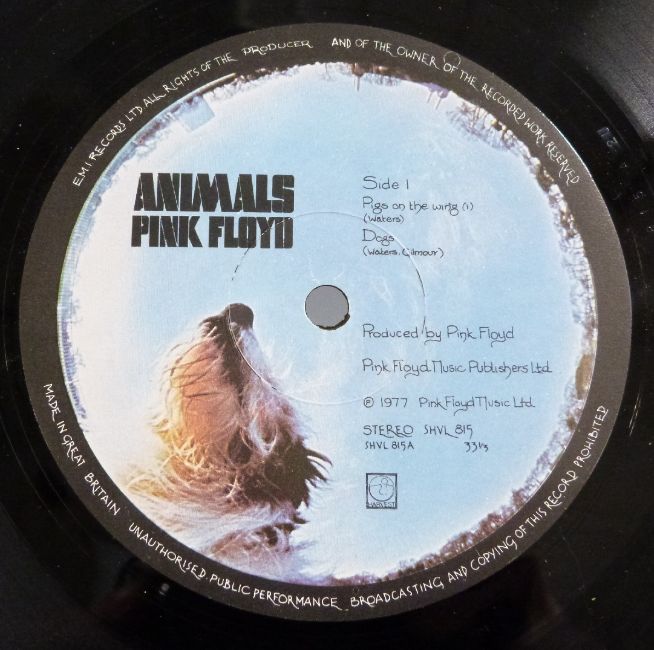 E.M.I RECORDS LTD ALL RIGHTS OF THE PRODUCER AND OF THE OWNER OF THE RECORDED WORK RESERVED
ANIMALS
PINK FLOYD
Side 1
Pigs on the wing (1)
(Waters)
Dogs
(Waters. Gilmour)
Produced by Pink Floyd
Pink Floyd Music Publishers Ltd.
℗ 1977 Pink Floyd Music Ltd.
STEREO SHVL 815
SHVL 815A 33⅓
HARVEST
MADE IN GREAT BRITAIN UNAUTHORISED PUBLIC PERFORMANCE BROADCASTING AND COPYING OF THIS RECORD PROHIBITED